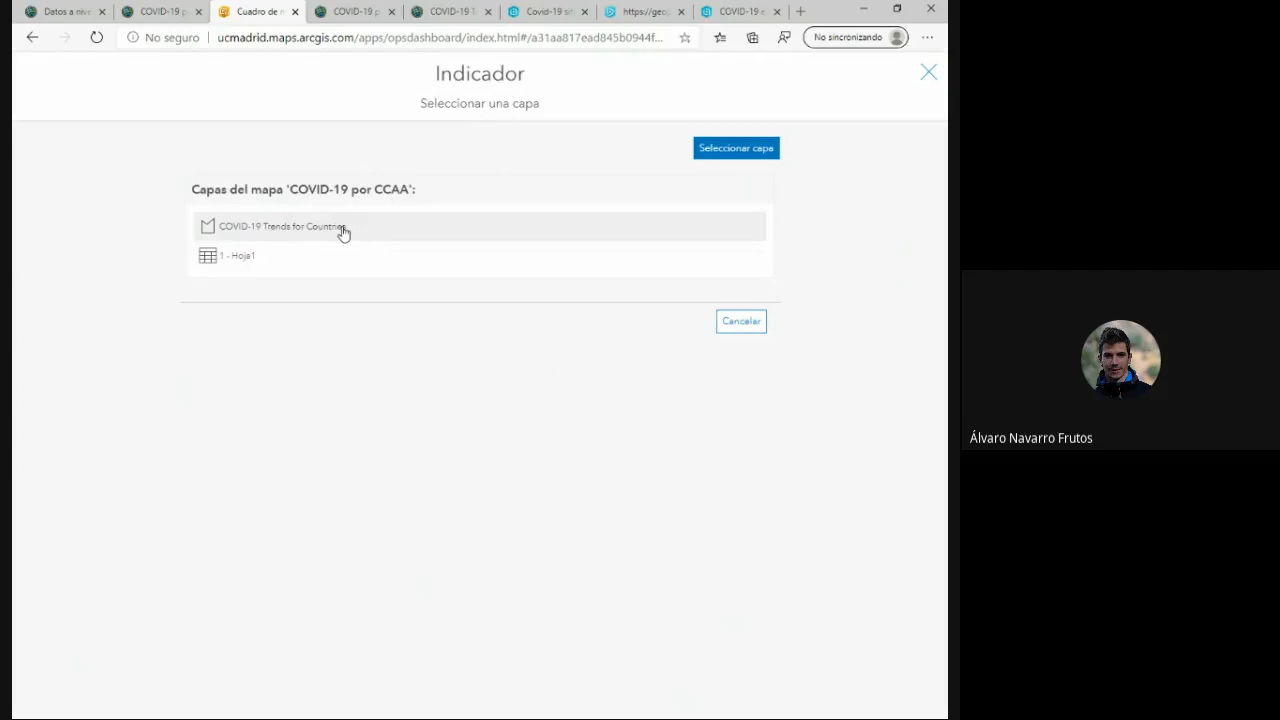 Datos a nive
COVID-19 p
Cuadro de n
COVID-19 p
COVID-19 T
Covid-19 sit
https://geo
COVID-19 e
No seguro
ucmadrid.maps.arcgis.com/apps/opsdashboard/index.html#/a31aa817ead845b0944f...
No sincronizando
Indicador
Seleccionar una capa
Seleccionar capa
Capas del mapa 'COVID-19 por CCAA':
COVID-19 Trends for Countries
1 - Hoja1
Cancelar
Álvaro Navarro Frutos